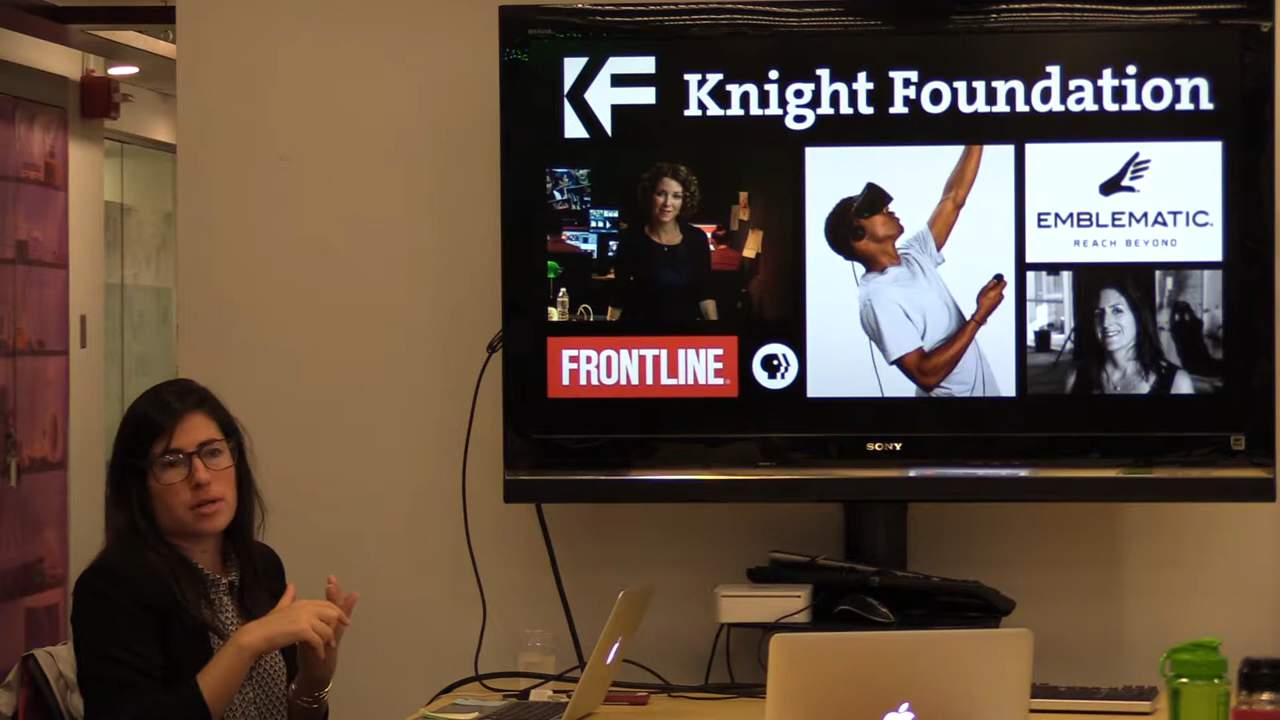 KF Knight Foundation
EMBLEMATIC.
REACH BEYOND
FRONTLINE
SONY